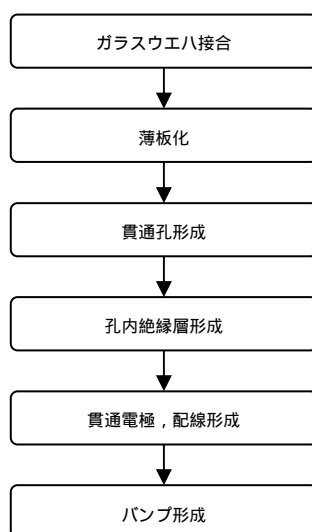 ガラスウエハ接合
薄板化
貫通孔形成
孔内絶縁層形成
貫通電極，配線形成
バンプ形成